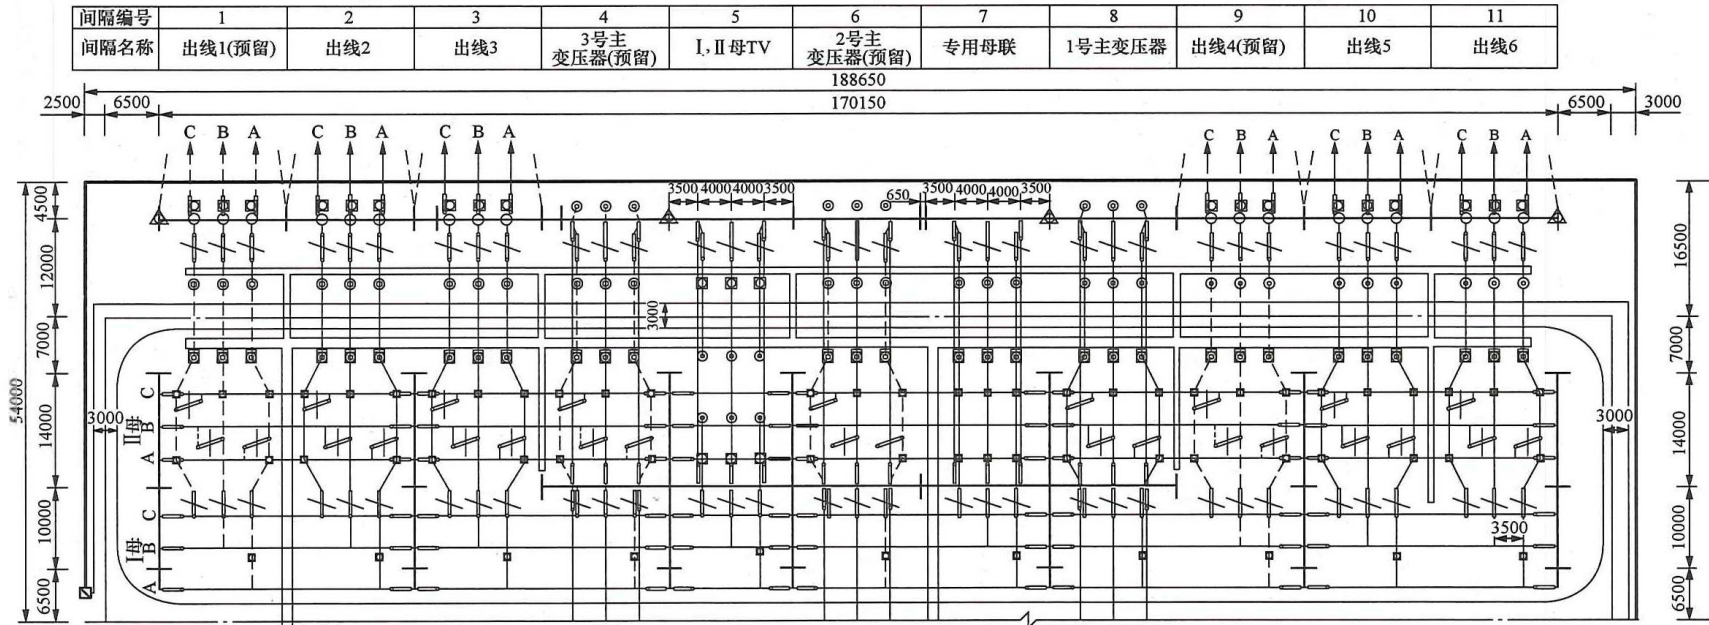 间隔编号 1 2 3 4 5 6 7 8 9 10 11
间隔名称 出线1(预留) 出线2 出线3 3号主变压器(预留) Ⅰ,Ⅱ母TV 2号主变压器(预留) 专用母联 1号主变压器 出线4(预留) 出线5 出线6
188650
2500 6500 170150 6500 3000
C B A C B A C B A C B A C B A C B A
3500 4000 4000 3500 650 3500 4000 4000 3500
4500
12000
16500
3000
7000
7000
54000
3000
3000
C
Ⅱ母 B
A
14000
14000
C
Ⅰ母 B
A
10000
10000
3500
6500
6500